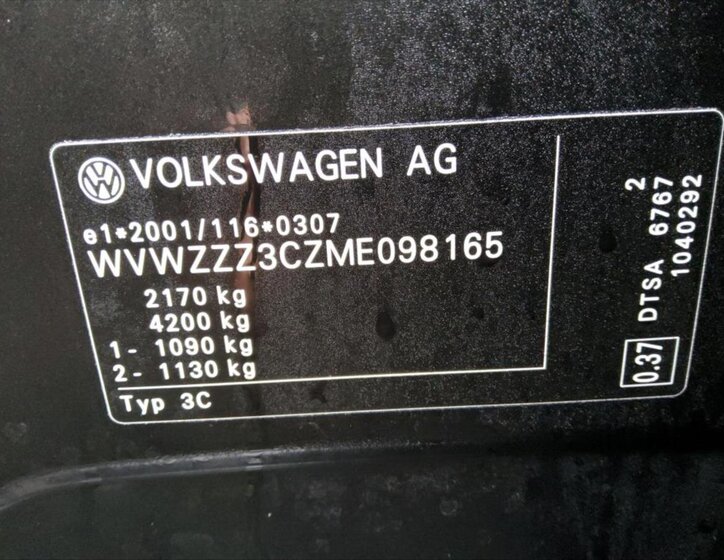 VOLKSWAGEN AG
e1*2001/116*0307
WVWZZZ3CZME098165
2170 kg
4200 kg
1- 1090 kg
2- 1130 kg
Typ 3C
2
DTSA 6767
1040292
0.37